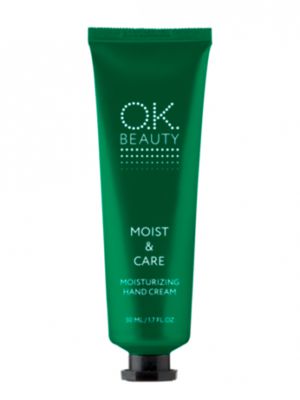 O.K.
BEAUTY
MOIST
&
CARE
MOISTURIZING
HAND CREAM
50 ML/1.7 FL.OZ.